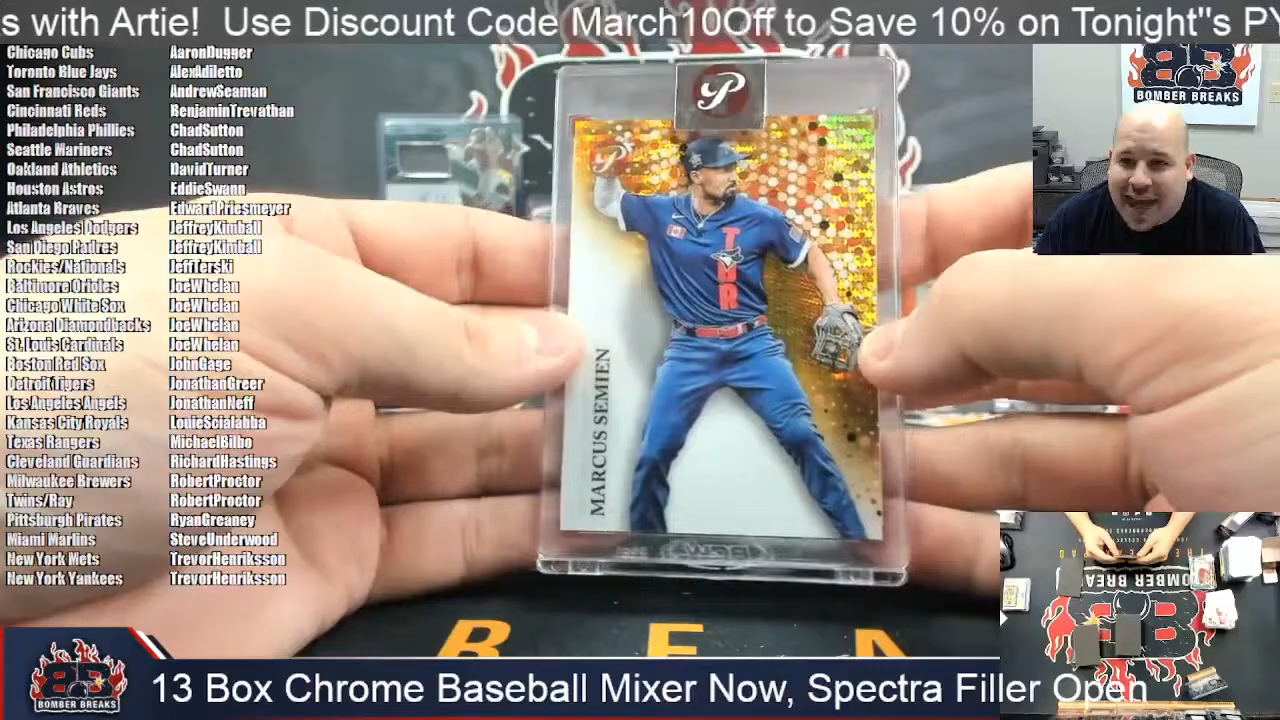 s with Artie!  Use Discount Code March10Off to Save 10% on Tonight"s PY
Chicago Cubs AaronDugger
Toronto Blue Jays AlexAdiletto
San Francisco Giants AndrewSeaman
Cincinnati Reds BenjaminTrevathan
Philadelphia Phillies ChadSutton
Seattle Mariners ChadSutton
Oakland Athletics DavidTurner
Houston Astros EddieSwann
Atlanta Braves EdwardPriesmeyer
Los Angeles Dodgers JeffreyKimball
San Diego Padres JeffreyKimball
Rockies/Nationals JeffTerski
Baltimore Orioles JoeWhelan
Chicago White Sox JoeWhelan
Arizona Diamondbacks JoeWhelan
St. Louis Cardinals JoeWhelan
Boston Red Sox JohnGage
Detroit Tigers JonathanGreer
Los Angeles Angels JonathanNeff
Kansas City Royals LouieScialabba
Texas Rangers MichaelBilbo
Cleveland Guardians RichardHastings
Milwaukee Brewers RobertProctor
Twins/Ray RobertProctor
Pittsburgh Pirates RyanGreaney
Miami Marlins SteveUnderwood
New York Mets TrevorHenriksson
New York Yankees TrevorHenriksson
P
TOR
MARCUS SEMIEN
BB
BOMBER BREAKS
B E A
BOMBER BREA
BOMBER BREAKS
13 Box Chrome Baseball Mixer Now, Spectra Filler Open